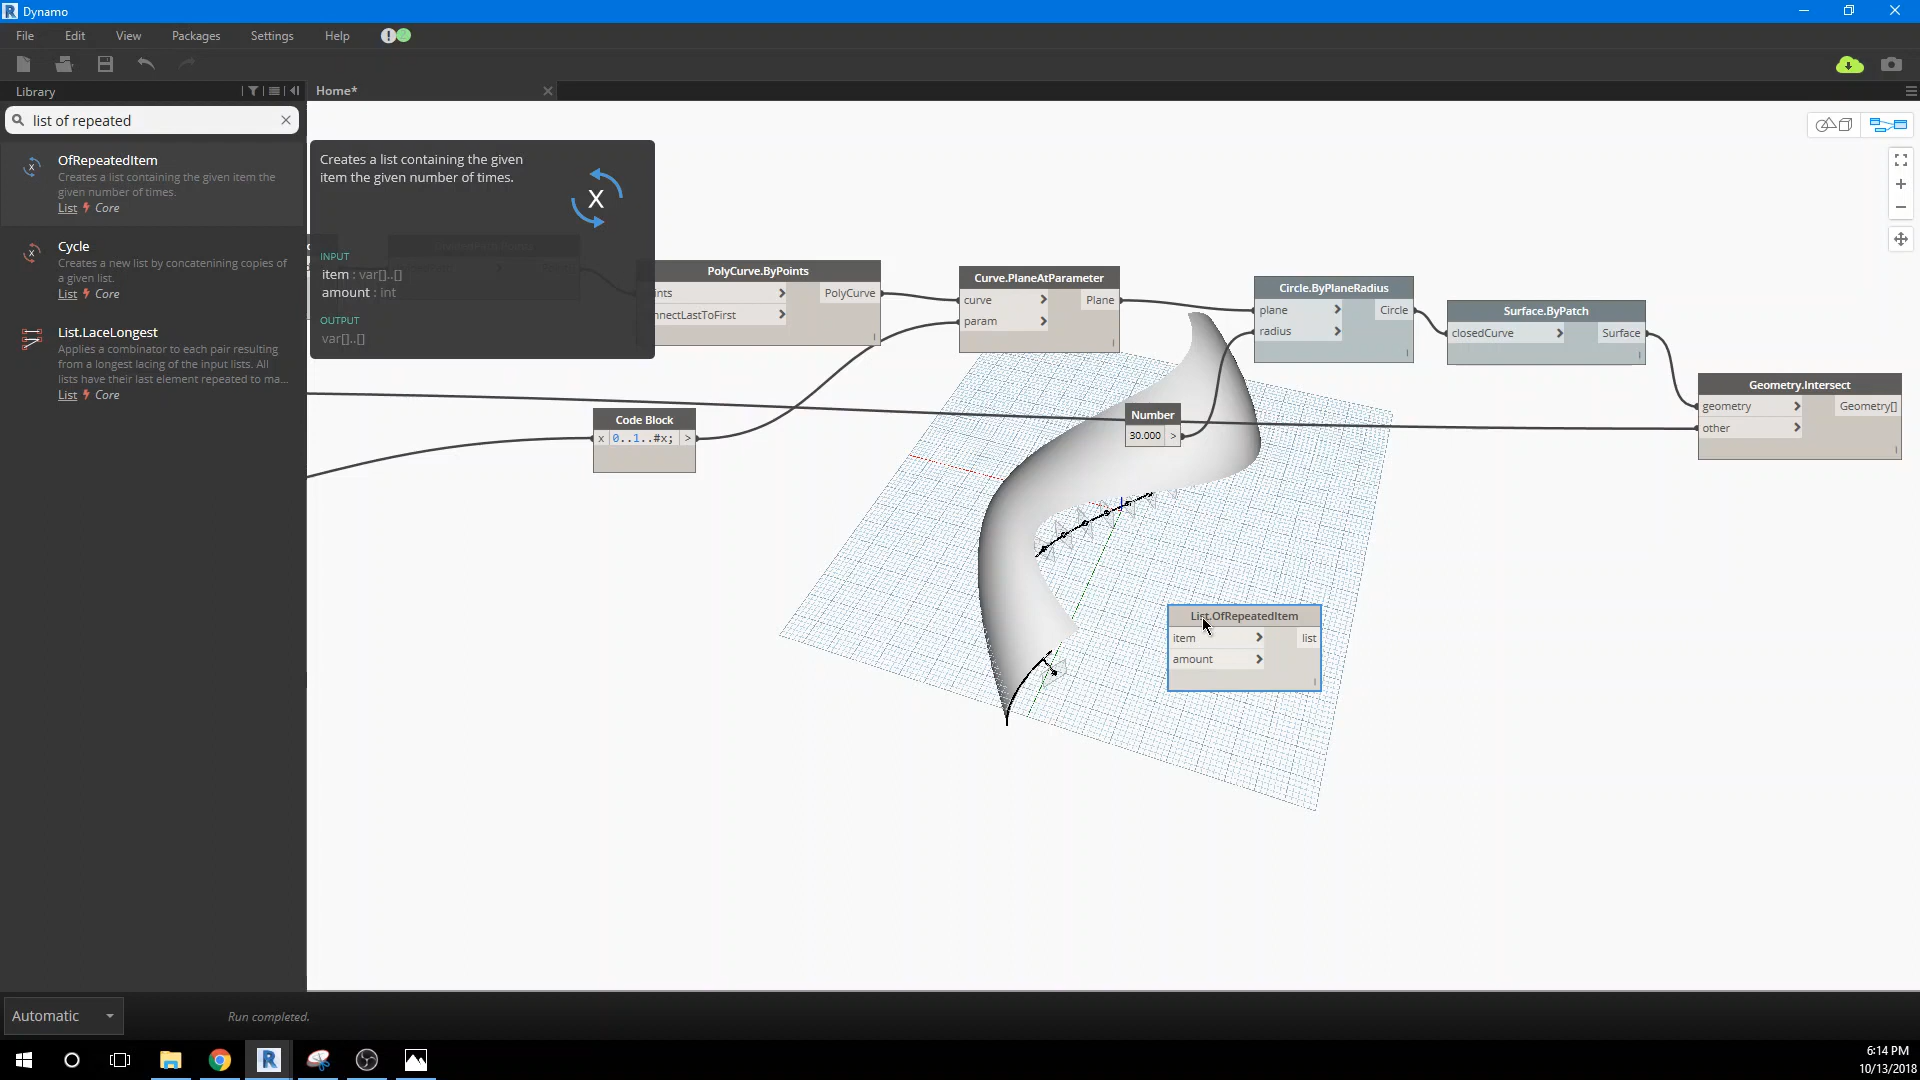 Dynamo
File Edit View Packages Settings Help
Library
Home*
list of repeated
OfRepeatedItem
Creates a list containing the given item the
given number of times.
List Core
Cycle
Creates a new list by concatenining copies of
a given list.
List Core
List.LaceLongest
Applies a combinator to each pair resulting
from a longest lacing of the input lists. All
lists have their last element repeated to ma...
List Core
Creates a list containing the given
item the given number of times.
X
INPUT
item : var[]..[]
amount : int
OUTPUT
var[]..[]
PolyCurve.ByPoints
ints > PolyCurve
nnectLastToFirst >
Curve.PlaneAtParameter
curve > Plane
param >
Circle.ByPlaneRadius
plane > Circle
radius >
Surface.ByPatch
closedCurve > Surface
Geometry.Intersect
geometry > Geometry[]
other >
Code Block
x 0..1..#x; >
Number
30.000 >
List.OfRepeatedItem
item > list
amount >
Automatic
Run completed.
6:14 PM
10/13/2018